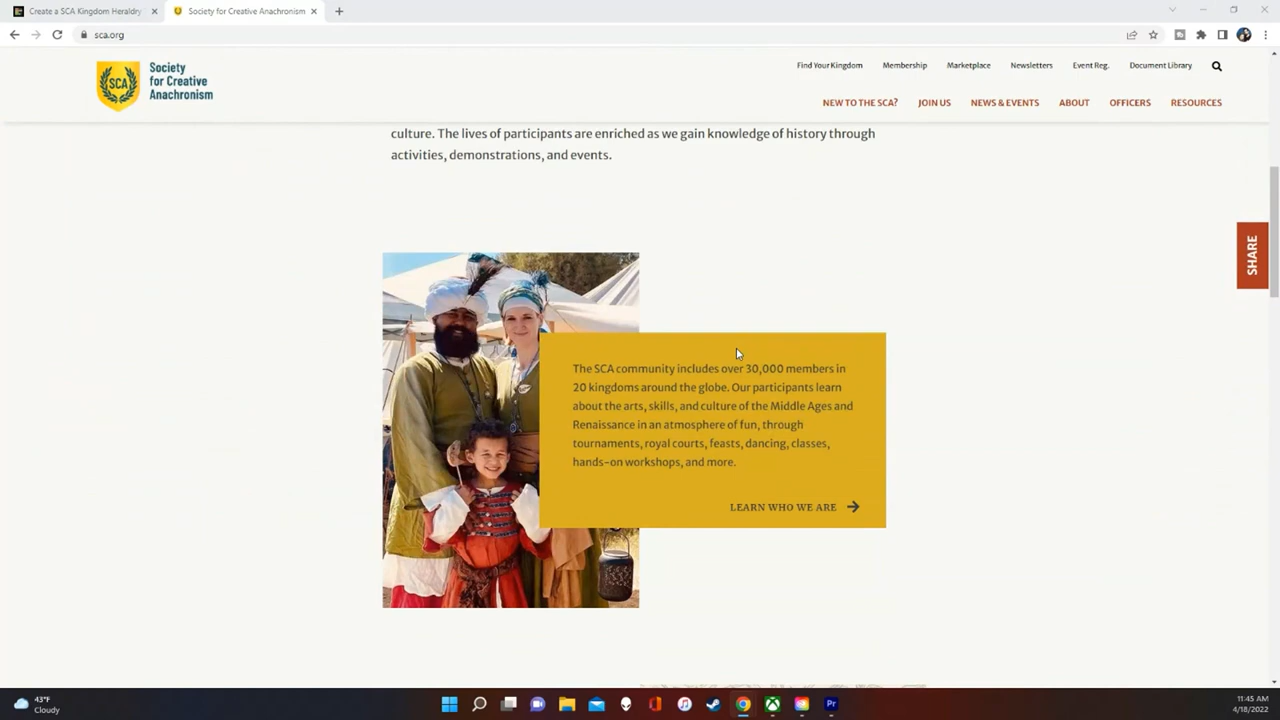 Create a SCA Kingdom Heraldry
Society for Creative Anachronism
sca.org
SCA
Society
for Creative
Anachronism
Find Your Kingdom
Membership
Marketplace
Newsletters
Event Reg.
Document Library
NEW TO THE SCA?
JOIN US
NEWS & EVENTS
ABOUT
OFFICERS
RESOURCES
culture. The lives of participants are enriched as we gain knowledge of history through
activities, demonstrations, and events.
SHARE
The SCA community includes over 30,000 members in
20 kingdoms around the globe. Our participants learn
about the arts, skills, and culture of the Middle Ages and
Renaissance in an atmosphere of fun, through
tournaments, royal courts, feasts, dancing, classes,
hands-on workshops, and more.
LEARN WHO WE ARE
43°F
Cloudy
Pr
11:45 AM
4/18/2022